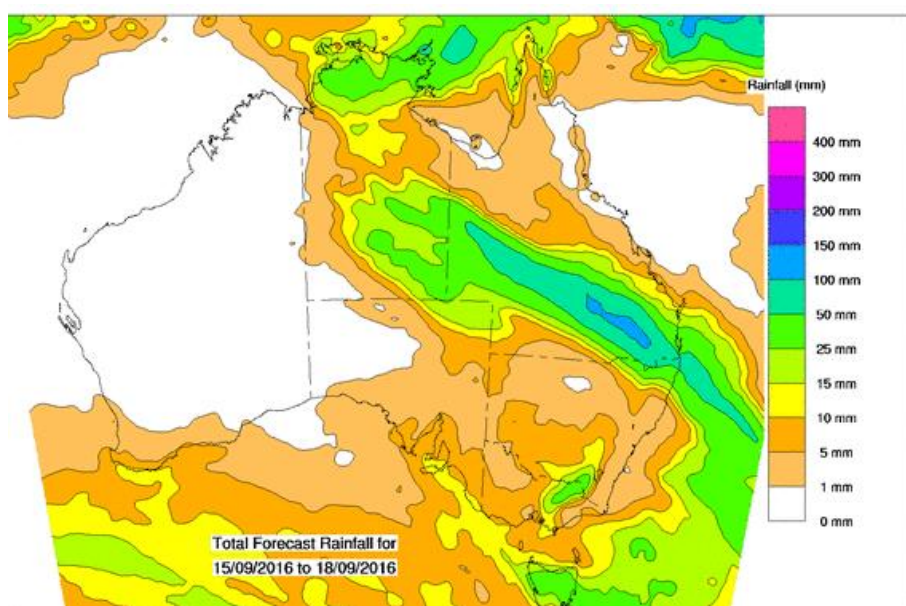 Rainfall (mm)
400 mm
300 mm
200 mm
150 mm
100 mm
50 mm
25 mm
15 mm
10 mm
5 mm
1 mm
0 mm
Total Forecast Rainfall for
15/09/2016 to 18/09/2016